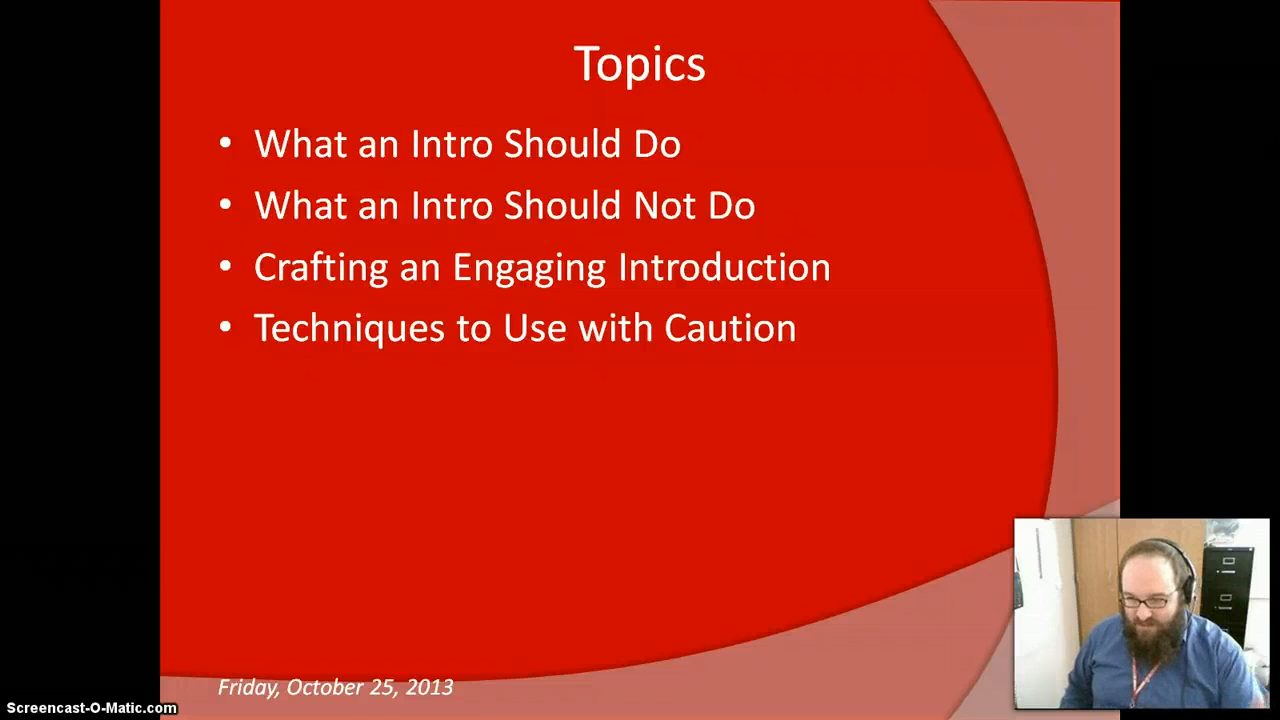 Topics
• What an Intro Should Do
• What an Intro Should Not Do
• Crafting an Engaging Introduction
• Techniques to Use with Caution
Friday, October 25, 2013
Screencast-O-Matic.com